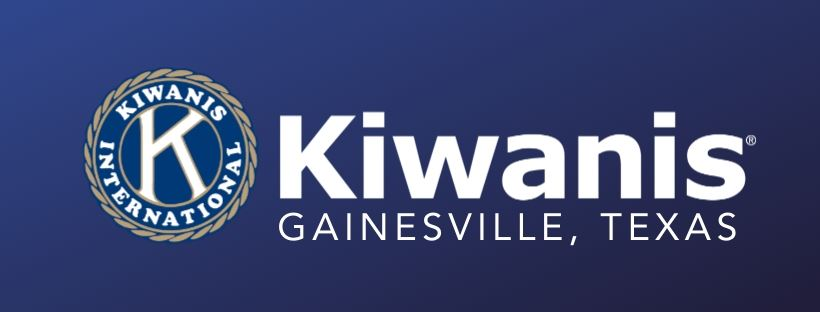 KIWANIS
K
INTERNATIONAL
Kiwanis®
GAINESVILLE, TEXAS